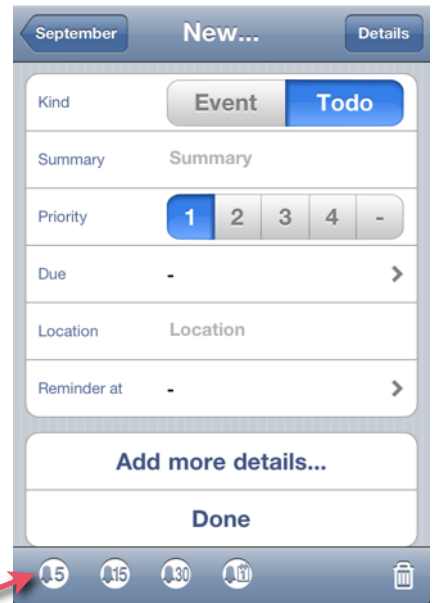 September New... Details
Kind Event Todo
Summary Summary
Priority 1 2 3 4 -
Due -
Location Location
Reminder at -
Add more details...
Done
5 15 30 1